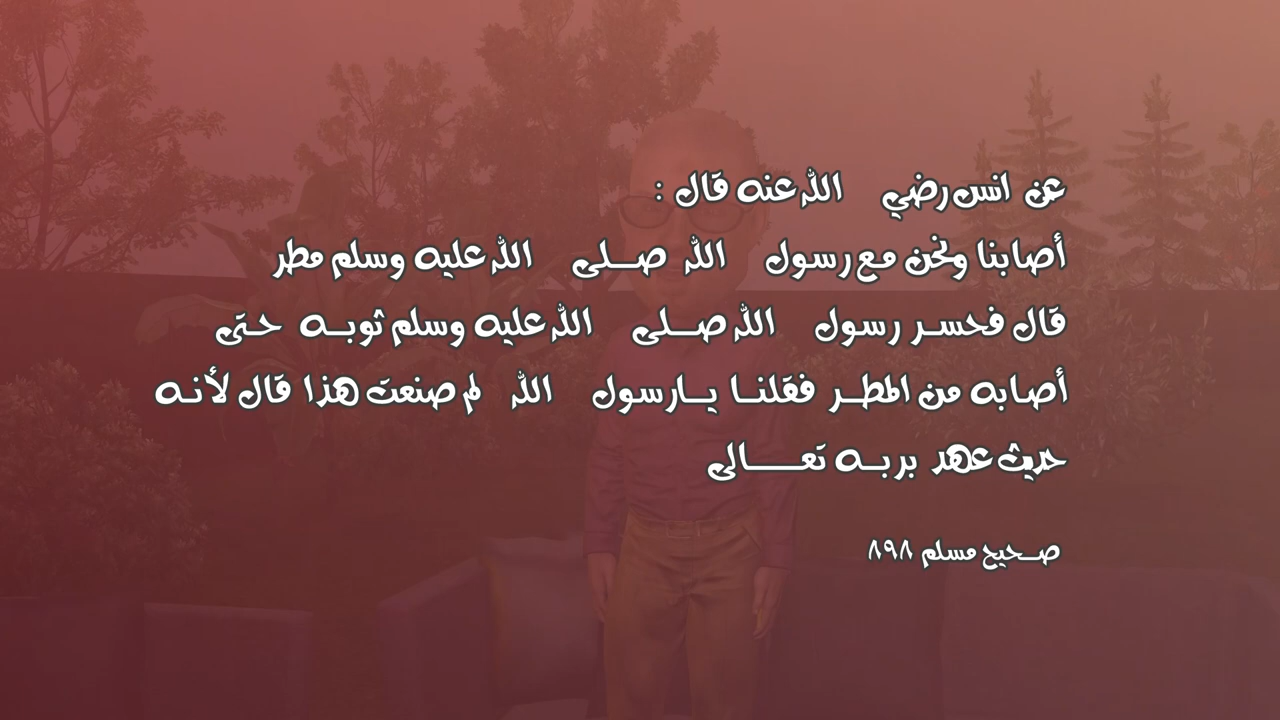 عن انس رضي الله عنه قال :
أصابنا ونحن مع رسول الله صلى الله عليه وسلم مطر
قال فحسر رسول الله صلى الله عليه وسلم ثوبه حتى
أصابه من المطر فقلنا يارسول الله لم صنعت هذا قال لأنه
حديث عهد بربه تعالى
صحيح مسلم ٨٩٨